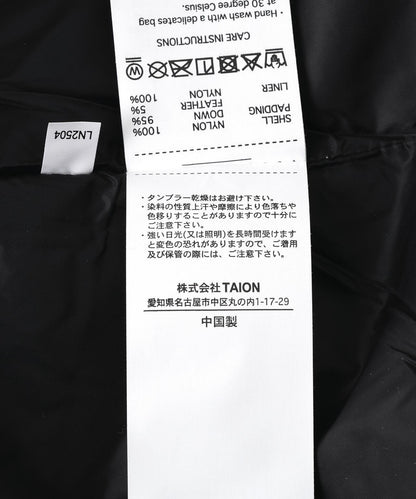 ・Hand wash with a delicates bag
at 30 degree Celsius.
CARE INSTRUCTIONS
SHELL NYLON 100%
PADDING DOWN 95%
FEATHER 5%
LINER NYLON 100%
LN2504
・タンブラー乾燥はお避け下さい。
・染料の性質上汗や摩擦により色落ちや
色移りすることがありますので十分に
ご注意下さい。
・強い日光(又は照明)を長時間受けますと
変色の恐れがありますので、ご着用
及び保管の際には、ご注意下さい。
株式会社TAION
愛知県名古屋市中区丸の内1-17-29
中国製